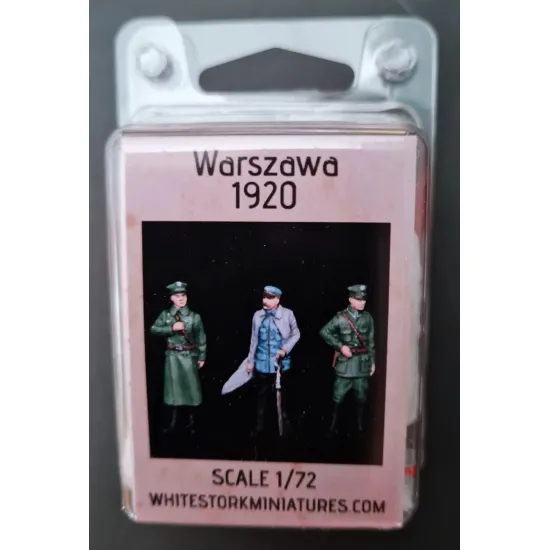 Warszawa
1920
SCALE 1/72
WHITESTORKMINIATURES.COM